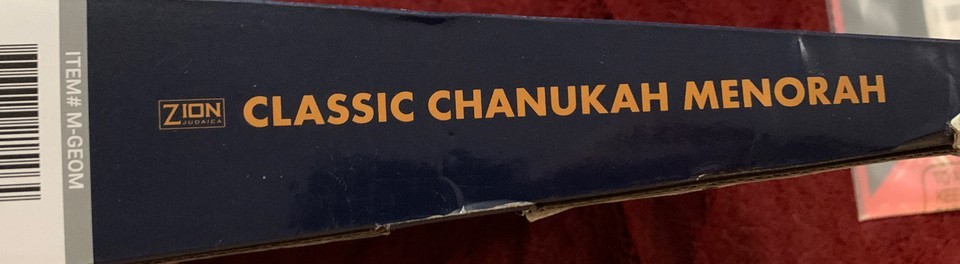 ITEM# M-GEOM
ZION
JUDAICA
CLASSIC CHANUKAH MENORAH